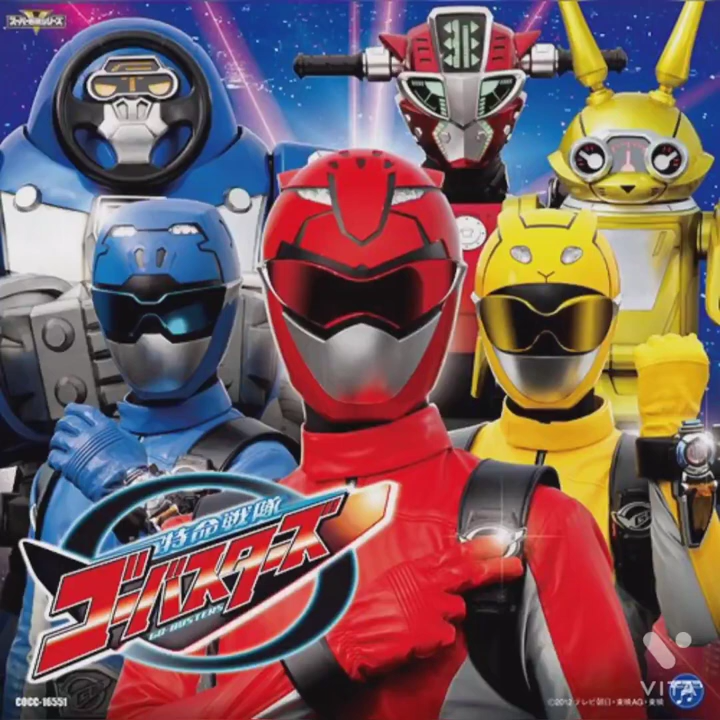 スーパー戦隊シリーズ
特命戦隊
ゴーバスターズ
GO-BUSTERS
COCC-16551
VITA
©2012 テレビ朝日・東映AG・東映